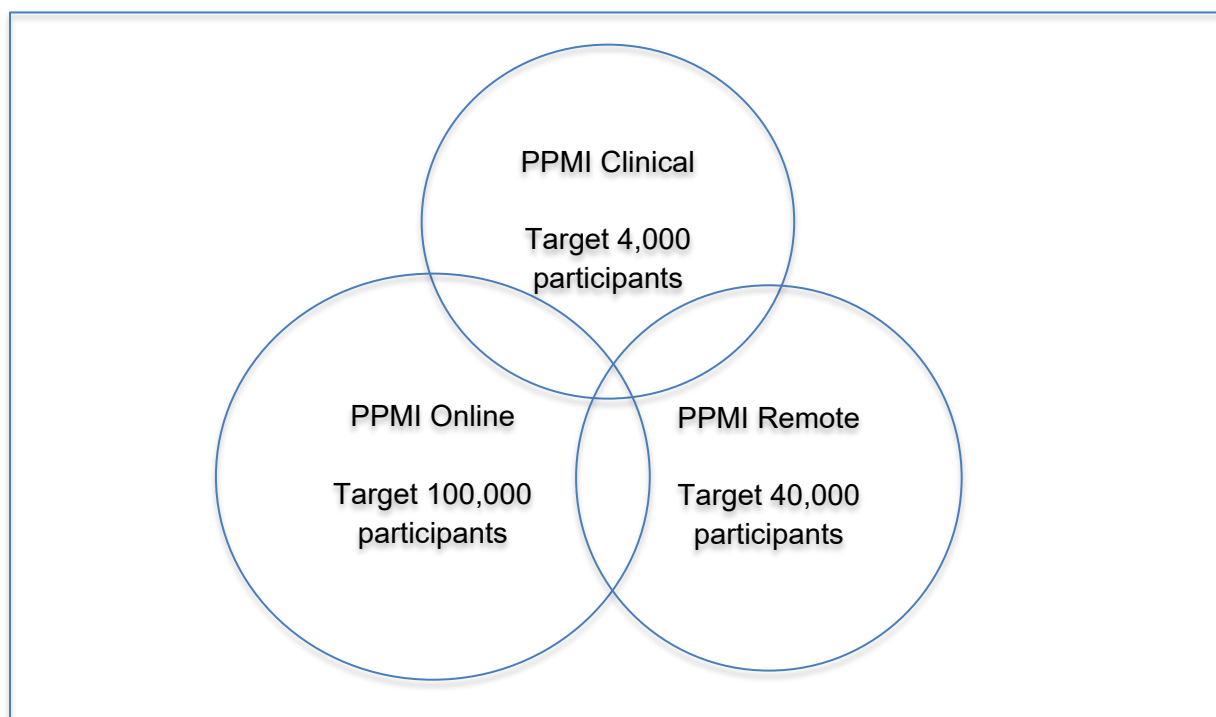 PPMI Clinical
Target 4,000
participants
PPMI Online
Target 100,000
participants
PPMI Remote
Target 40,000
participants